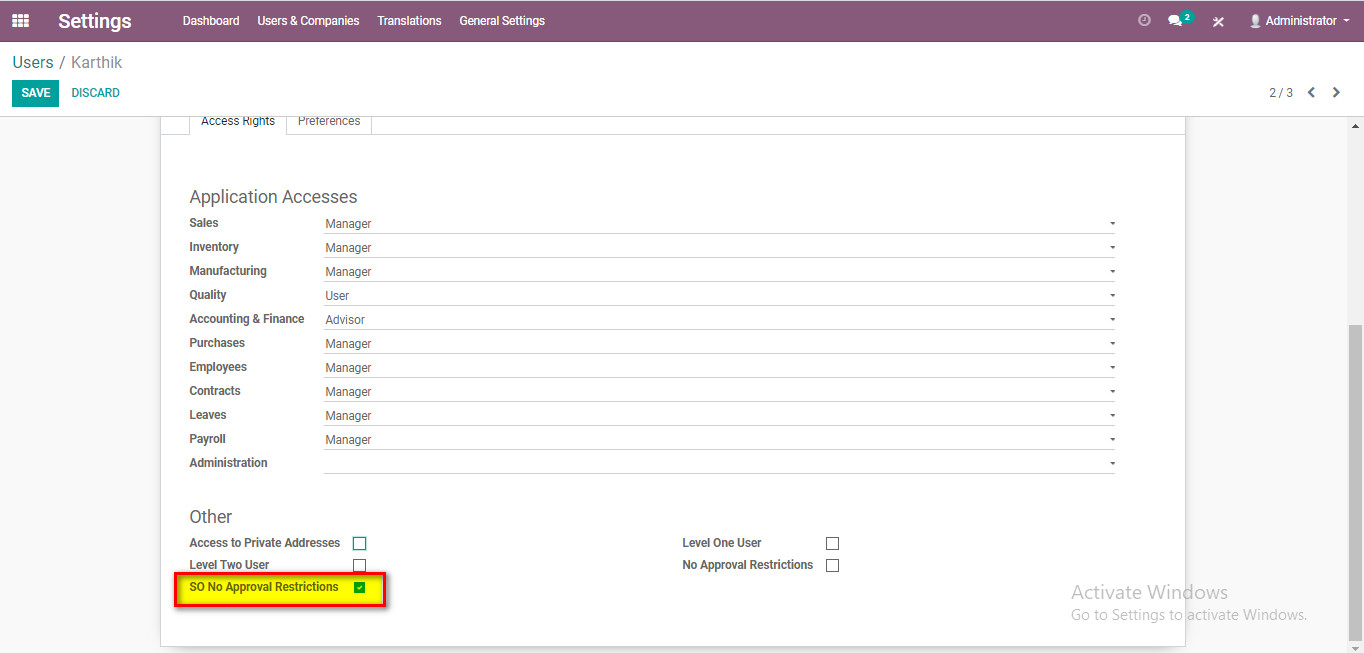 Settings Dashboard Users & Companies Translations General Settings 2 Administrator
Users / Karthik
SAVE DISCARD 2 / 3
Access Rights Preferences
Application Accesses
Sales Manager
Inventory Manager
Manufacturing Manager
Quality User
Accounting & Finance Advisor
Purchases Manager
Employees Manager
Contracts Manager
Leaves Manager
Payroll Manager
Administration
Other
Access to Private Addresses Level One User
Level Two User No Approval Restrictions
SO No Approval Restrictions
Activate Windows
Go to Settings to activate Windows.